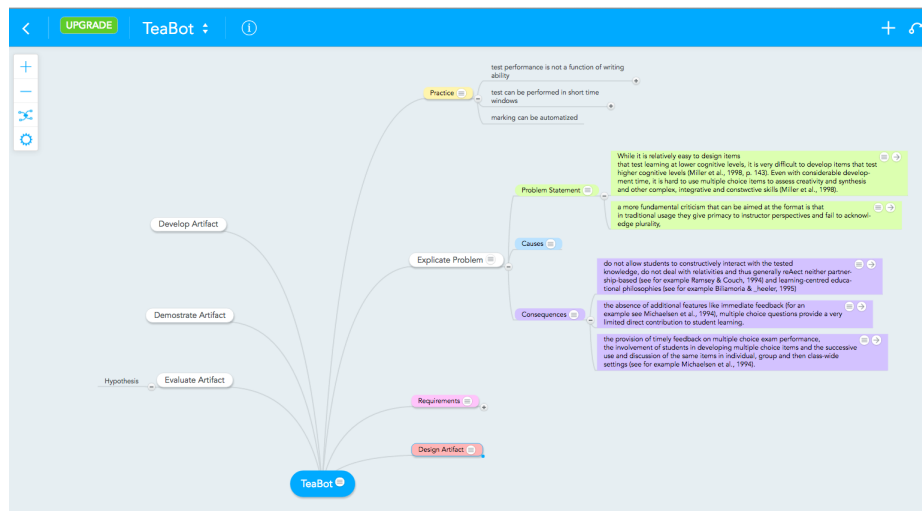 UPGRADE
TeaBot
test performance is not a function of writing
ability
Practice
test can be performed in short time
windows
marking can be automatized
While it is relatively easy to design items
that test learning at lower cognitive levels, it is very difficult to develop items that test
higher cognitive levels (Miller et al., 1998, p. 143). Even with considerable develop-
ment time, it is hard to use multiple choice items to assess creativity and synthesis
and other complex, integrative and constwctive skills (Miller et al., 1998).
Problem Statement
a more fundamental criticism that can be aimed at the format is that
in traditional usage they give primacy to instructor perspectives and fail to acknowl-
edge plurality,
Develop Artifact
Causes
Explicate Problem
do not allow students to constructively interact with the tested
knowledge, do not deal with relativities and thus generally reAect neither partner-
ship-based (see for example Ramsey & Couch, 1994) and learning-centred educa-
tional philosophies (see for example Bilimoria & _heeler, 1995)
Demostrate Artifact
Consequences
the absence of additional features like immediate feedback (for an
example see Michaelsen et al., 1994), multiple choice questions provide a very
limited direct contribution to student learning.
the provision of timely feedback on multiple choice exam performance,
the involvement of students in developing multiple choice items and the successive
use and discussion of the same items in individual, group and then class-wide
settings (see for example Michaelsen et al., 1994).
Hypothesis
Evaluate Artifact
Requirements
Design Artifact
TeaBot